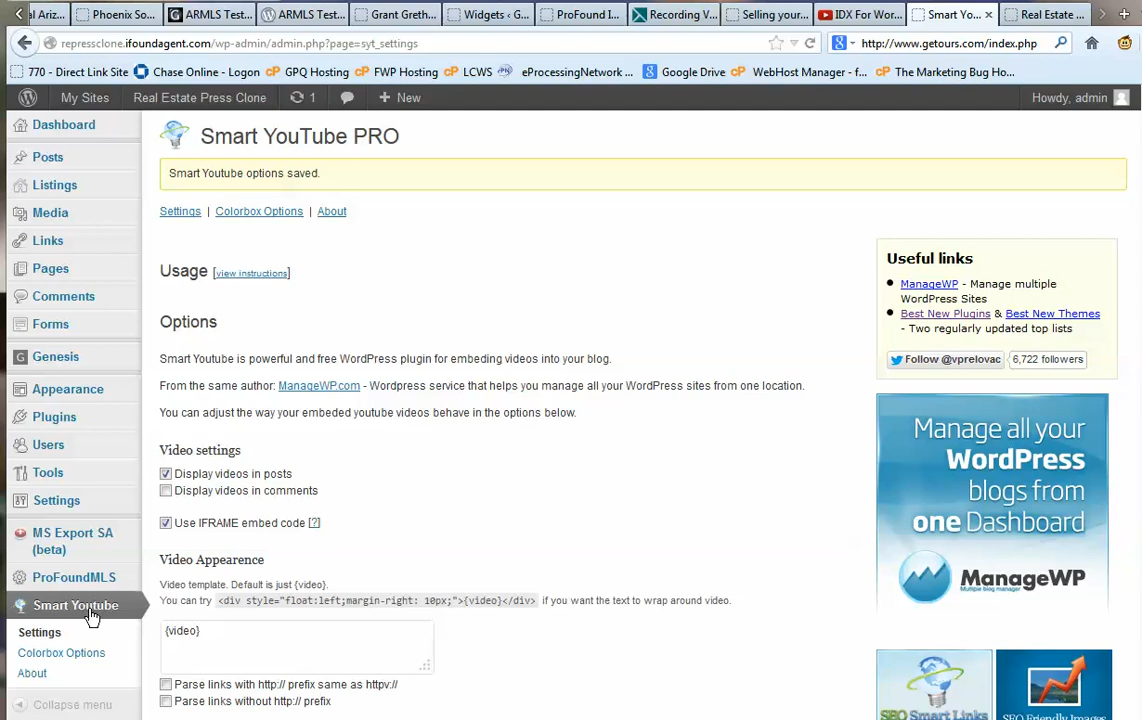 al Ariz... Phoenix So... ARMLS Test... ARMLS Test... Grant Greth... Widgets ‹ G... ProFound I... Recording V... Selling your... IDX For Wor... Smart Yo... × Real Estate ...
repressclone.ifoundagent.com/wp-admin/admin.php?page=syt_settings http://www.getours.com/index.php
770 - Direct Link Site Chase Online - Logon GPQ Hosting FWP Hosting LCWS eProcessingNetwork ... Google Drive WebHost Manager - f... The Marketing Bug Ho...
My Sites Real Estate Press Clone 1 + New Howdy, admin
Dashboard
Posts
Listings
Media
Links
Pages
Comments
Forms
Genesis
Appearance
Plugins
Users
Tools
Settings
MS Export SA
(beta)
ProFoundMLS
Smart Youtube
Settings
Colorbox Options
About
Collapse menu
Smart YouTube PRO
Smart Youtube options saved.
Settings | Colorbox Options | About
Usage [view instructions]
Options
Smart Youtube is powerful and free WordPress plugin for embeding videos into your blog.
From the same author: ManageWP.com - Wordpress service that helps you manage all your WordPress sites from one location.
You can adjust the way your embeded youtube videos behave in the options below.
Video settings
Display videos in posts
Display videos in comments
Use IFRAME embed code [?]
Video Appearence
Video template. Default is just {video}.
You can try <div style="float:left;margin-right: 10px;">{video}</div> if you want the text to wrap around video.
{video}
Parse links with http:// prefix same as httpv://
Parse links without http:// prefix
Useful links
ManageWP - Manage multiple
WordPress Sites
Best New Plugins & Best New Themes
- Two regularly updated top lists
Follow @vprelovac 6,722 followers
Manage all your
WordPress
blogs from
one Dashboard
ManageWP
Multiple blog manager
SEO Smart Links
SEO Friendly Images